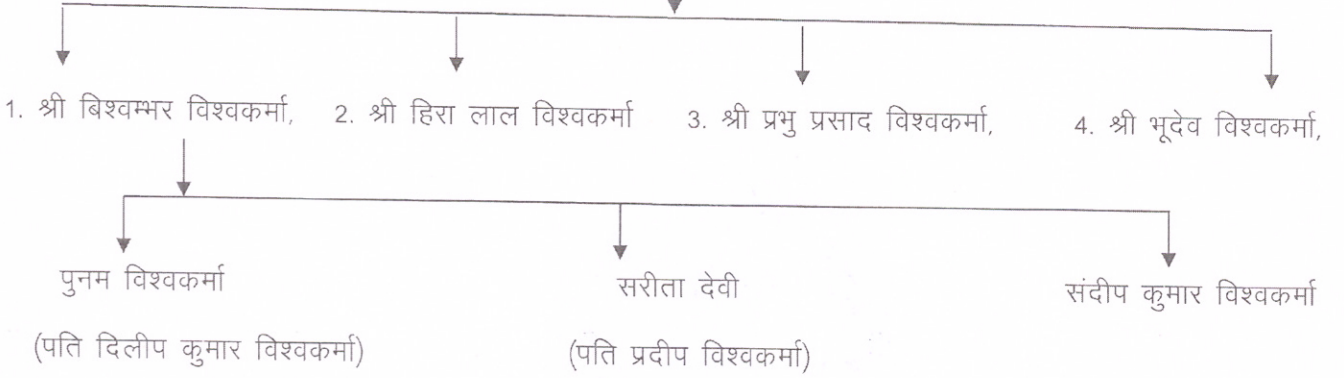 1. श्री बिश्वम्भर विश्वकर्मा, 2. श्री हिरा लाल विश्वकर्मा 3. श्री प्रभु प्रसाद विश्वकर्मा, 4. श्री भूदेव विश्वकर्मा,
पुनम विश्वकर्मा सरीता देवी संदीप कुमार विश्वकर्मा
(पति दिलीप कुमार विश्वकर्मा) (पति प्रदीप विश्वकर्मा)